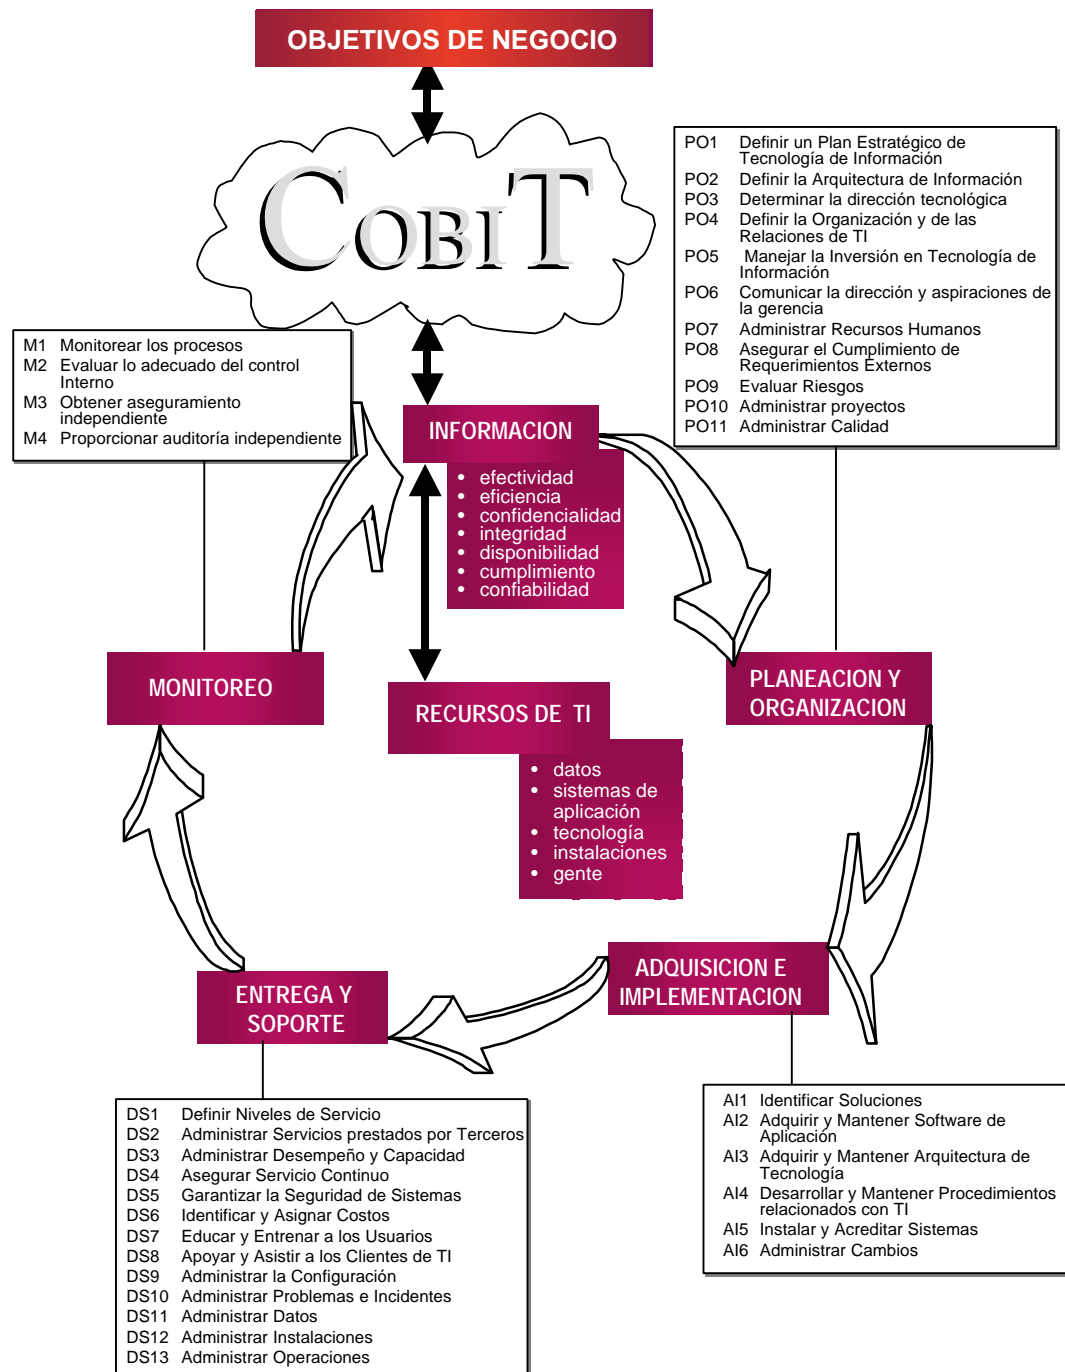 OBJETIVOS DE NEGOCIO
COBIT
PO1 Definir un Plan Estratégico de
Tecnología de Información
PO2 Definir la Arquitectura de Información
PO3 Determinar la dirección tecnológica
PO4 Definir la Organización y de las
Relaciones de TI
PO5 Manejar la Inversión en Tecnología de
Información
PO6 Comunicar la dirección y aspiraciones de
la gerencia
PO7 Administrar Recursos Humanos
PO8 Asegurar el Cumplimiento de
Requerimientos Externos
PO9 Evaluar Riesgos
PO10 Administrar proyectos
PO11 Administrar Calidad
M1 Monitorear los procesos
M2 Evaluar lo adecuado del control
Interno
M3 Obtener aseguramiento
independiente
M4 Proporcionar auditoría independiente
INFORMACION
• efectividad
• eficiencia
• confidencialidad
• integridad
• disponibilidad
• cumplimiento
• confiabilidad
MONITOREO
PLANEACION Y
ORGANIZACION
RECURSOS DE TI
• datos
• sistemas de
aplicación
• tecnología
• instalaciones
• gente
ADQUISICION E
IMPLEMENTACION
ENTREGA Y
SOPORTE
DS1 Definir Niveles de Servicio
DS2 Administrar Servicios prestados por Terceros
DS3 Administrar Desempeño y Capacidad
DS4 Asegurar Servicio Continuo
DS5 Garantizar la Seguridad de Sistemas
DS6 Identificar y Asignar Costos
DS7 Educar y Entrenar a los Usuarios
DS8 Apoyar y Asistir a los Clientes de TI
DS9 Administrar la Configuración
DS10 Administrar Problemas e Incidentes
DS11 Administrar Datos
DS12 Administrar Instalaciones
DS13 Administrar Operaciones
AI1 Identificar Soluciones
AI2 Adquirir y Mantener Software de
Aplicación
AI3 Adquirir y Mantener Arquitectura de
Tecnología
AI4 Desarrollar y Mantener Procedimientos
relacionados con TI
AI5 Instalar y Acreditar Sistemas
AI6 Administrar Cambios